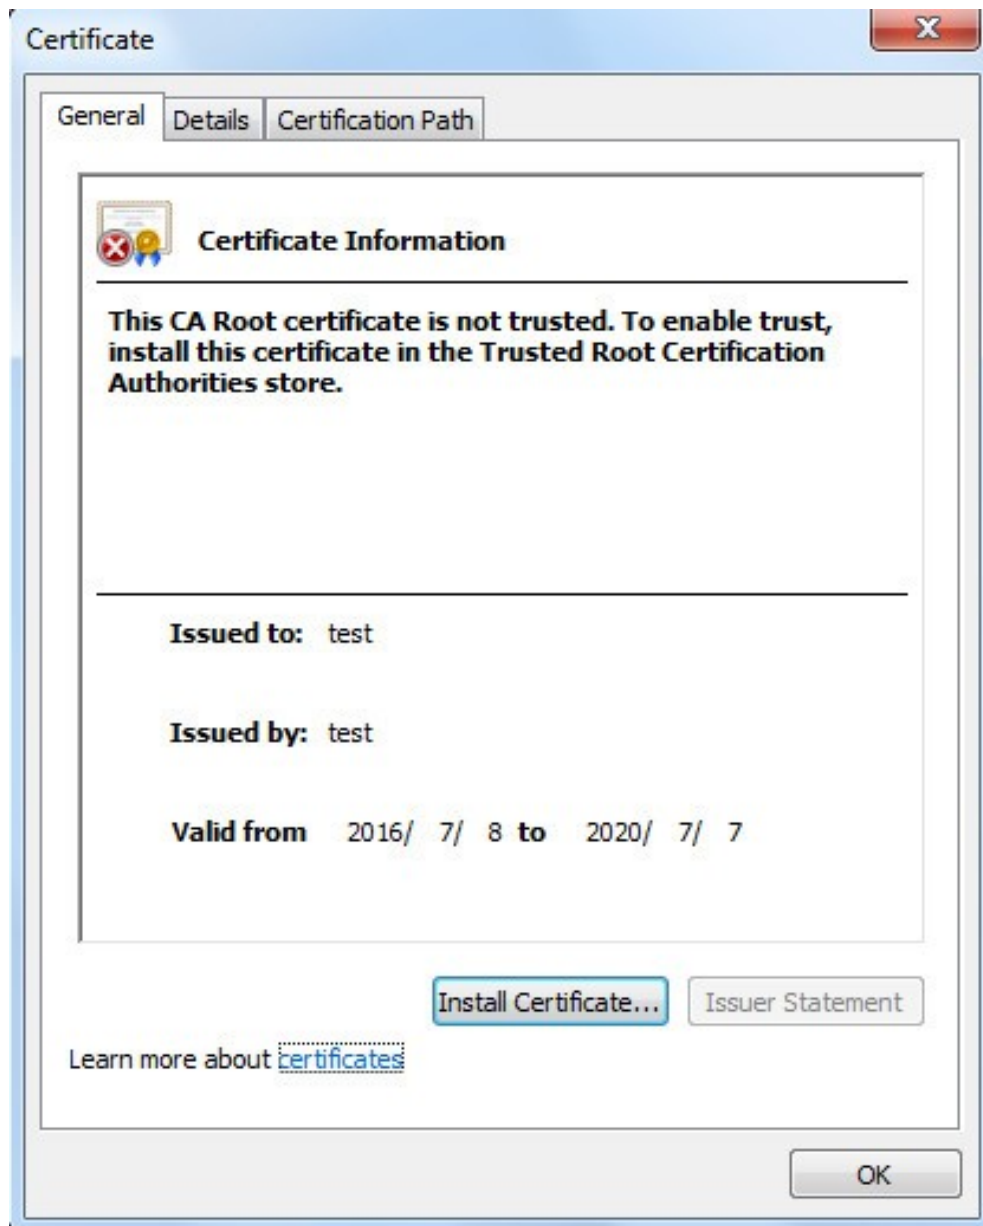 Certificate
General Details Certification Path
Certificate Information
This CA Root certificate is not trusted. To enable trust,
install this certificate in the Trusted Root Certification
Authorities store.
Issued to: test
Issued by: test
Valid from 2016/ 7/ 8 to 2020/ 7/ 7
Install Certificate... Issuer Statement
Learn more about certificates
OK